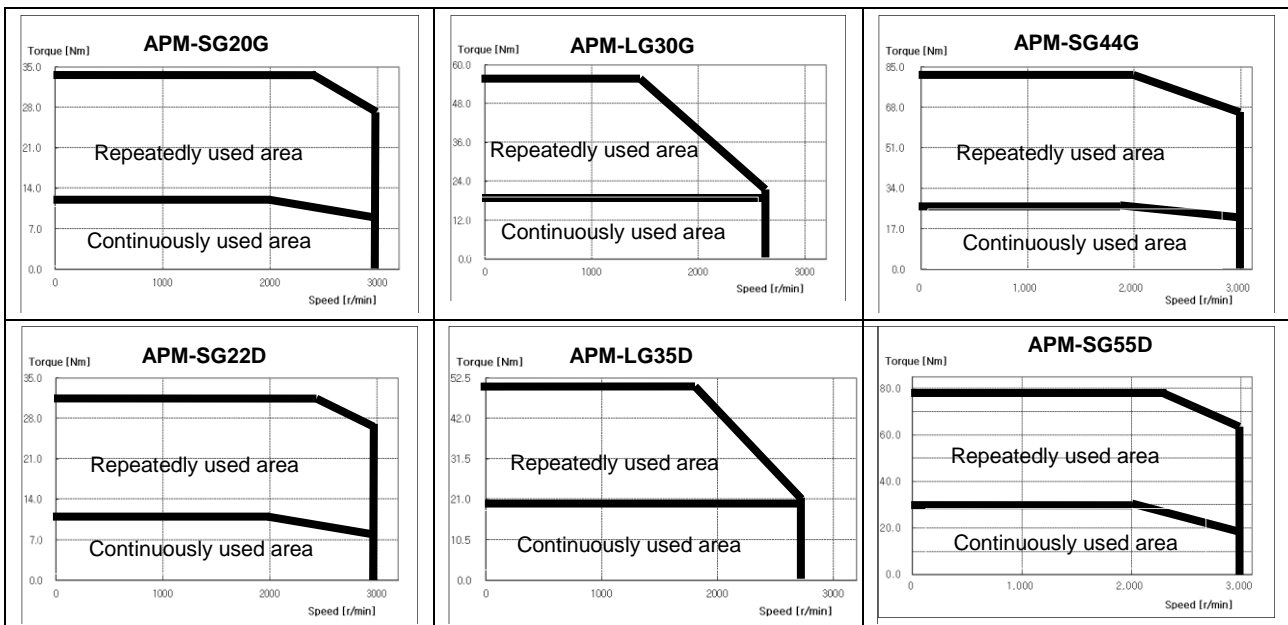 APM-SG20G
Torque [Nm]
35.0
28.0
21.0
14.0
7.0
0.0
Repeatedly used area
Continuously used area
0 1000 2000 3000
Speed [r/min]
APM-LG30G
Torque [Nm]
60.0
48.0
36.0
24.0
12.0
0.0
Repeatedly used area
Continuously used area
0 1000 2000 3000
Speed [r/min]
APM-SG44G
Torque [Nm]
85.0
68.0
51.0
34.0
17.0
0.0
Repeatedly used area
Continuously used area
0 1,000 2,000 3,000
Speed [r/min]
APM-SG22D
Torque [Nm]
35.0
28.0
21.0
14.0
7.0
0.0
Repeatedly used area
Continuously used area
0 1000 2000 3000
Speed [r/min]
APM-LG35D
Torque [Nm]
52.5
42.0
31.5
21.0
10.5
0.0
Repeatedly used area
Continuously used area
0 1000 2000 3000
Speed [r/min]
APM-SG55D
Torque [Nm]
80.0
60.0
40.0
20.0
0.0
Repeatedly used area
Continuously used area
0 1,000 2,000 3,000
Speed [r/min]